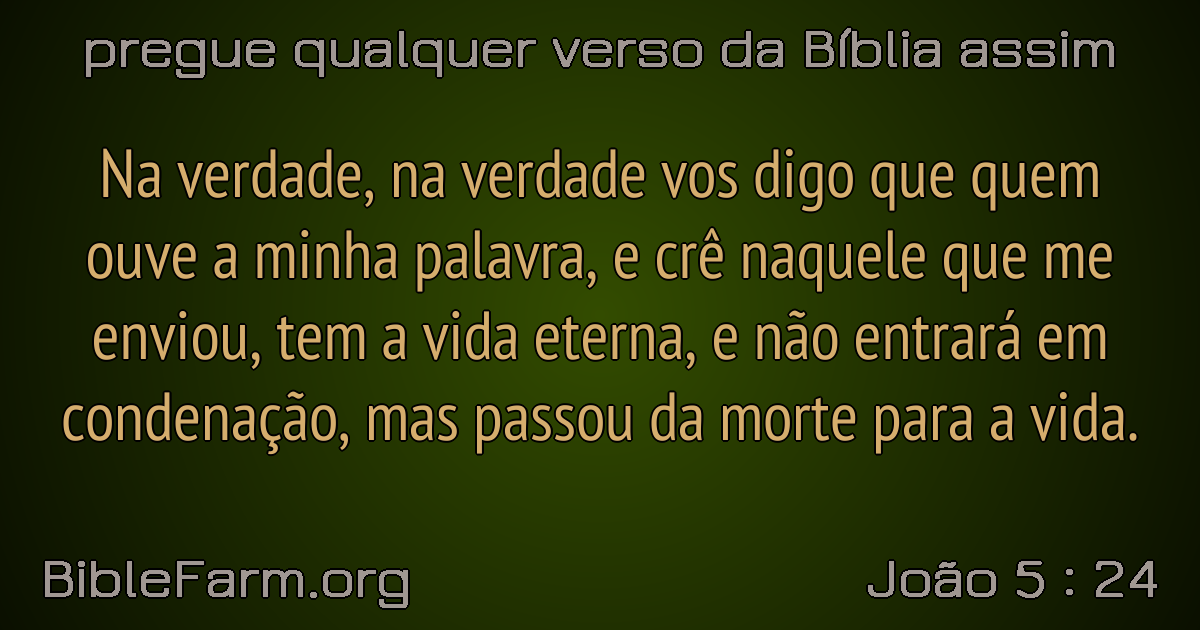 pregue qualquer verso da Bíblia assim
Na verdade, na verdade vos digo que quem
ouve a minha palavra, e crê naquele que me
enviou, tem a vida eterna, e não entrará em
condenação, mas passou da morte para a vida.
BibleFarm.org
João 5 : 24